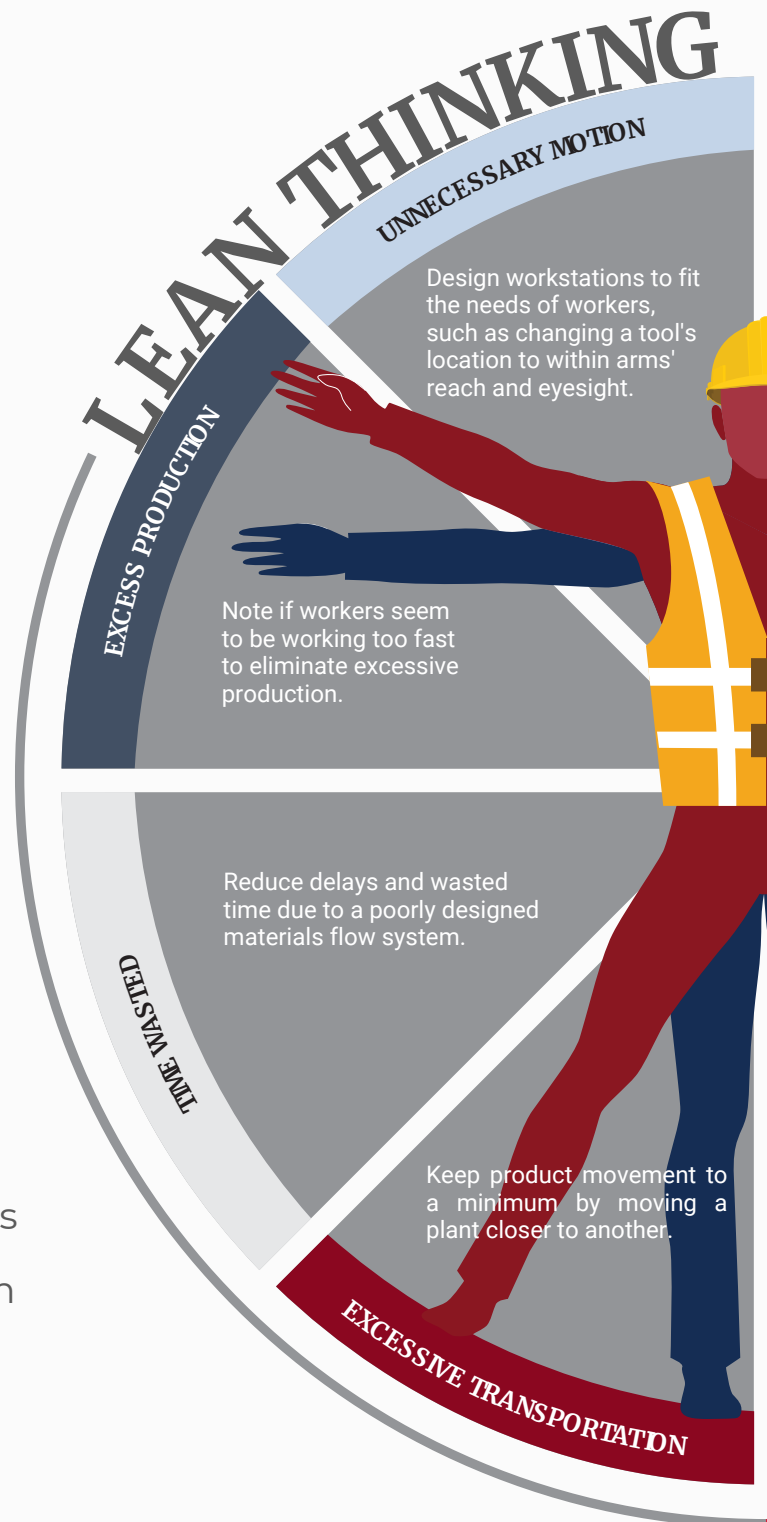 LEAN THINKING
UNNECESSARY MOTION
Design workstations to fit
the needs of workers,
such as changing a tool's
location to within arms'
reach and eyesight.
EXCESS PRODUCTION
Note if workers seem
to be working too fast
to eliminate excessive
production.
TIME WASTED
Reduce delays and wasted
time due to a poorly designed
materials flow system.
Keep product movement to
a minimum by moving a
plant closer to another.
EXCESSIVE TRANSPORTATION
s
n